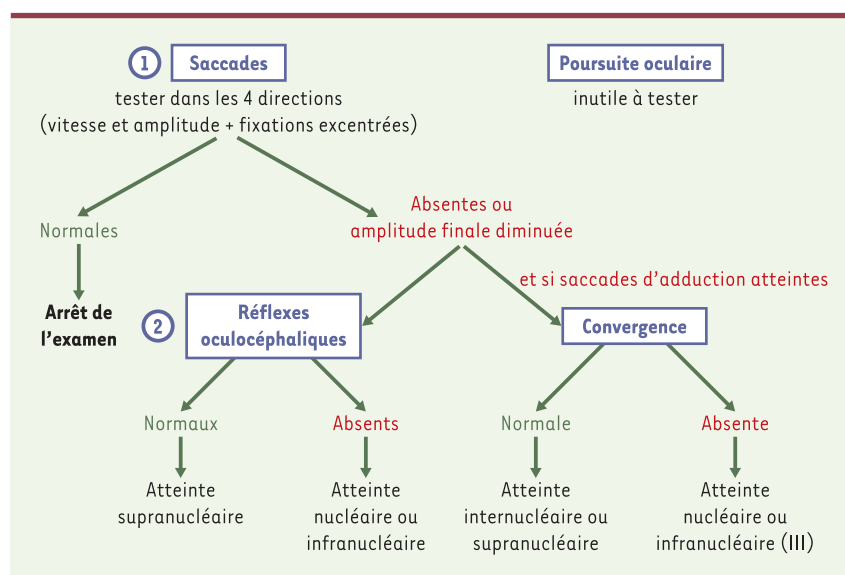 1 Saccades
tester dans les 4 directions
(vitesse et amplitude + fixations excentrées)
Poursuite oculaire
inutile à tester
Normales
Absentes ou
amplitude finale diminuée
Arrêt de
l'examen
et si saccades d'adduction atteintes
2 Réflexes
oculocéphaliques
Convergence
Normaux
Absents
Normale
Absente
Atteinte
supranucléaire
Atteinte
nucléaire ou
infranucléaire
Atteinte
internucléaire ou
supranucléaire
Atteinte
nucléaire ou
infranucléaire (III)